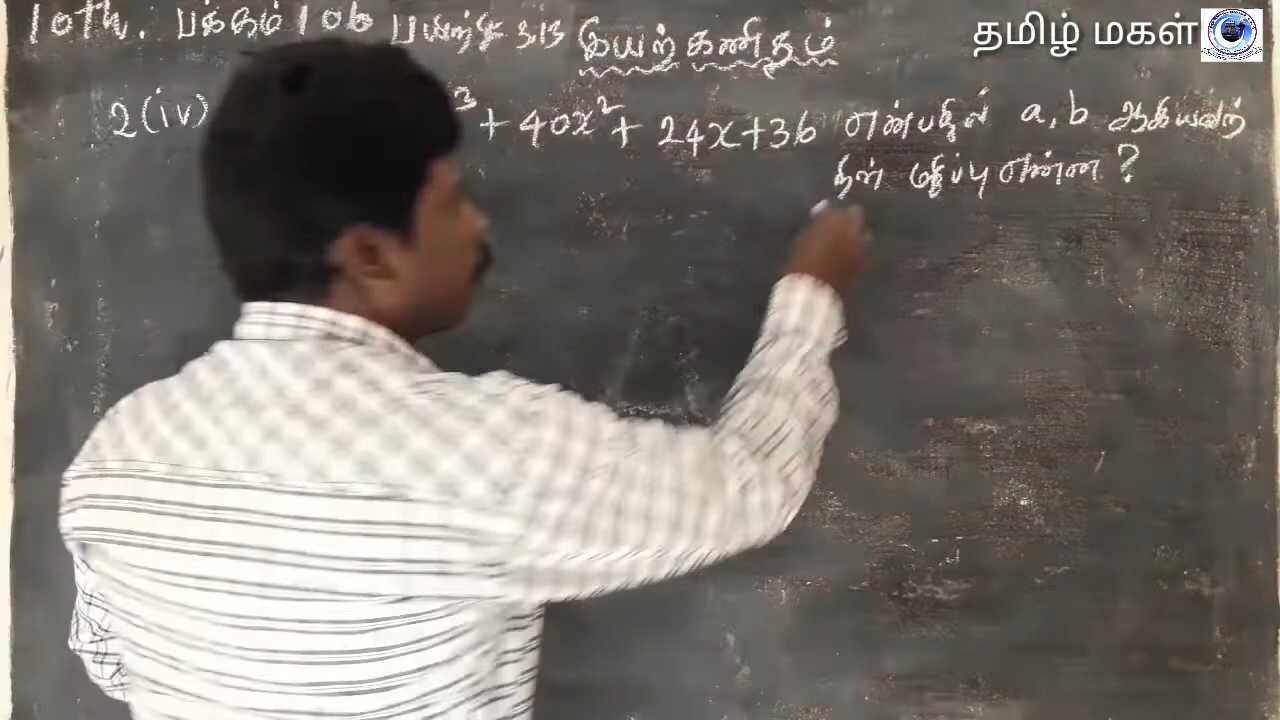 10th. பக்கம் 106 பயிற்சி 3.13 இயற்கணிதம்
தமிழ் மகள்
2(iv) ³ + 40x² + 24x + 36 என்பதில் a, b ஆகியவற்
றின் மதிப்பு என்ன?